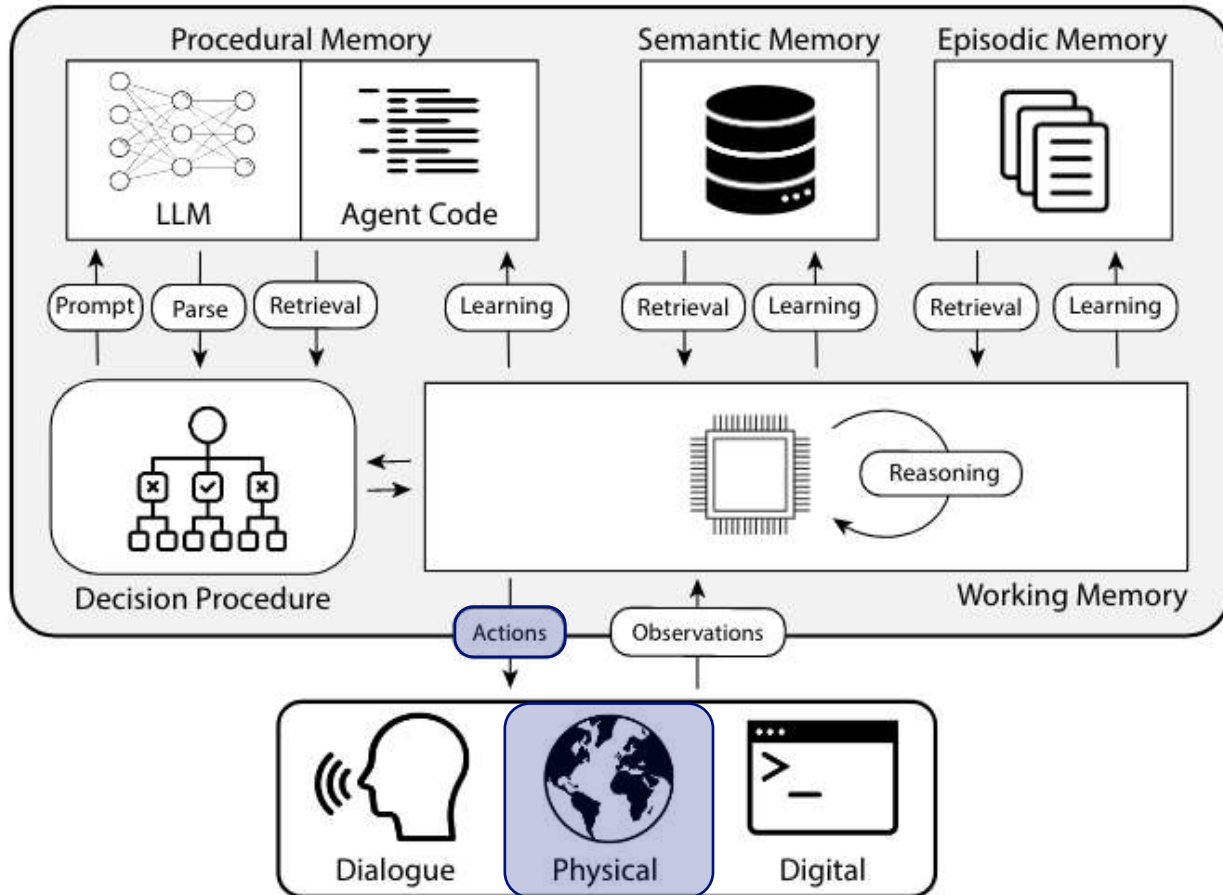 Procedural Memory
Semantic Memory
Episodic Memory
LLM
Agent Code
Prompt
Parse
Retrieval
Learning
Retrieval
Learning
Retrieval
Learning
Reasoning
Decision Procedure
Working Memory
Actions
Observations
>_
Dialogue
Physical
Digital